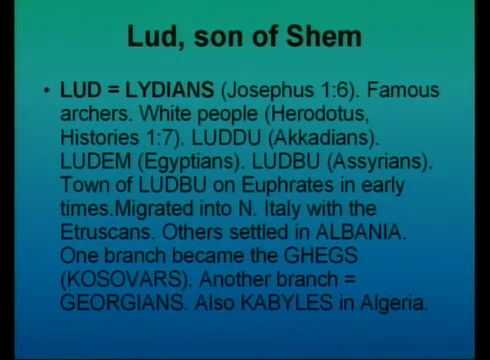 Lud, son of Shem
• LUD = LYDIANS (Josephus 1:6). Famous
archers. White people (Herodotus,
Histories 1:7). LUDDU (Akkadians).
LUDEM (Egyptians). LUDBU (Assyrians).
Town of LUDBU on Euphrates in early
times.Migrated into N. Italy with the
Etruscans. Others settled in ALBANIA.
One branch became the GHEGS
(KOSOVARS). Another branch =
GEORGIANS. Also KABYLES in Algeria.